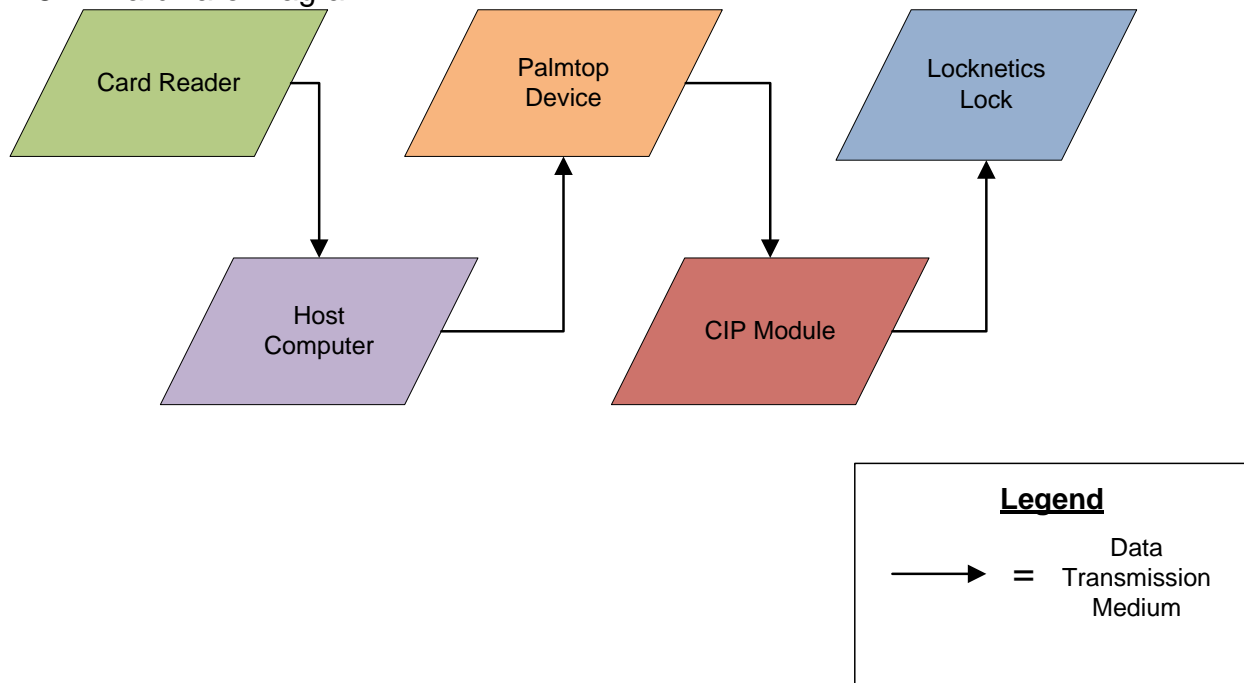 Card Reader
Palmtop
Device
Locknetics
Lock
Host
Computer
CIP Module
Legend
=
Data
Transmission
Medium